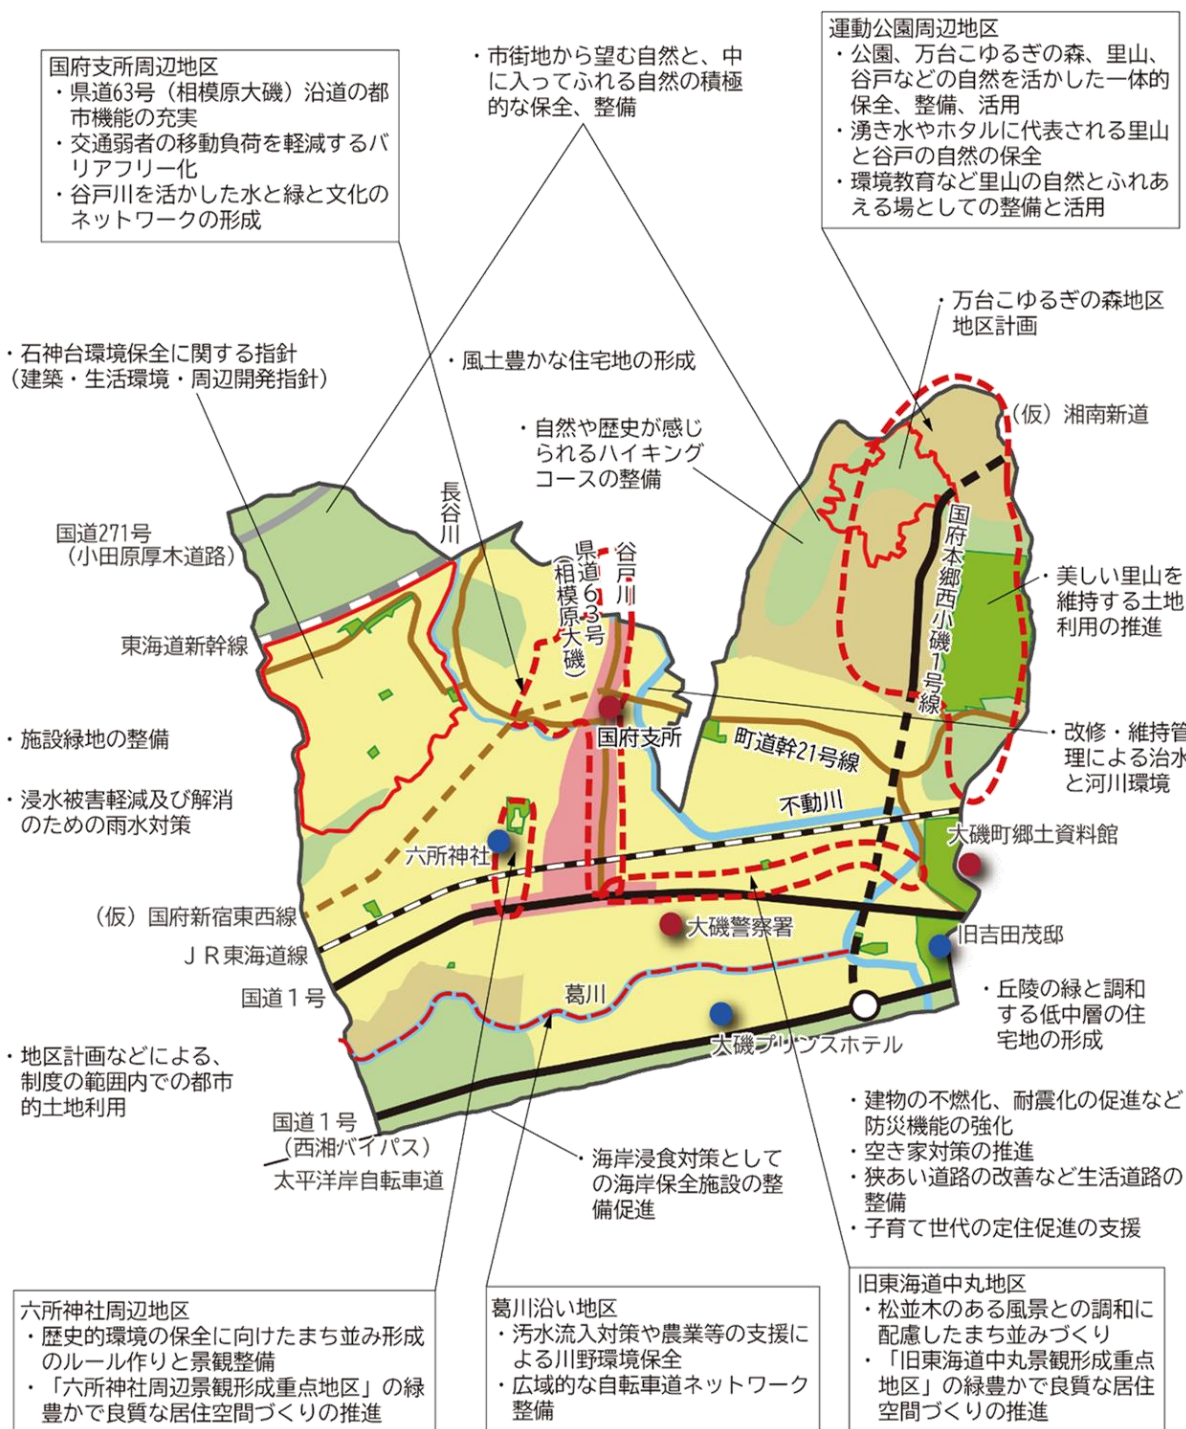 国府支所周辺地区
・県道63号（相模原大磯）沿道の都
市機能の充実
・交通弱者の移動負荷を軽減するバ
リアフリー化
・谷戸川を活かした水と緑と文化の
ネットワークの形成
・市街地から望む自然と、中
に入ってふれる自然の積極
的な保全、整備
運動公園周辺地区
・公園、万台こゆるぎの森、里山、
谷戸などの自然を活かした一体的
保全、整備、活用
・湧き水やホタルに代表される里山
と谷戸の自然の保全
・環境教育など里山の自然とふれあ
える場としての整備と活用
・万台こゆるぎの森地区
地区計画
・石神台環境保全に関する指針
（建築・生活環境・周辺開発指針）
・風土豊かな住宅地の形成
（仮）湘南新道
・自然や歴史が感じ
られるハイキング
コースの整備
長谷川
国道271号
（小田原厚木道路）
県道63号
（相模原大磯）
谷戸川
国府本郷西小磯1号線
・美しい里山を
維持する土地
利用の推進
東海道新幹線
・施設緑地の整備
国府支所
町道幹21号線
・改修・維持管
理による治水
と河川環境
・浸水被害軽減及び解消
のための雨水対策
不動川
大磯町郷土資料館
六所神社
（仮）国府新宿東西線
大磯警察署
旧吉田茂邸
ＪＲ東海道線
国道１号
葛川
・丘陵の緑と調和
する低中層の住
宅地の形成
大磯プリンスホテル
・地区計画などによる、
制度の範囲内での都市
的土地利用
国道１号
（西湘バイパス）
太平洋岸自転車道
・海岸浸食対策として
の海岸保全施設の整
備促進
・建物の不燃化、耐震化の促進など
防災機能の強化
・空き家対策の推進
・狭あい道路の改善など生活道路の
整備
・子育て世代の定住促進の支援
六所神社周辺地区
・歴史的環境の保全に向けたまち並み形成
のルール作りと景観整備
・「六所神社周辺景観形成重点地区」の緑
豊かで良質な居住空間づくりの推進
葛川沿い地区
・汚水流入対策や農業等の支援に
よる川野環境保全
・広域的な自転車道ネットワーク
整備
旧東海道中丸地区
・松並木のある風景との調和に
配慮したまち並みづくり
・「旧東海道中丸景観形成重点
地区」の緑豊かで良質な居住
空間づくりの推進